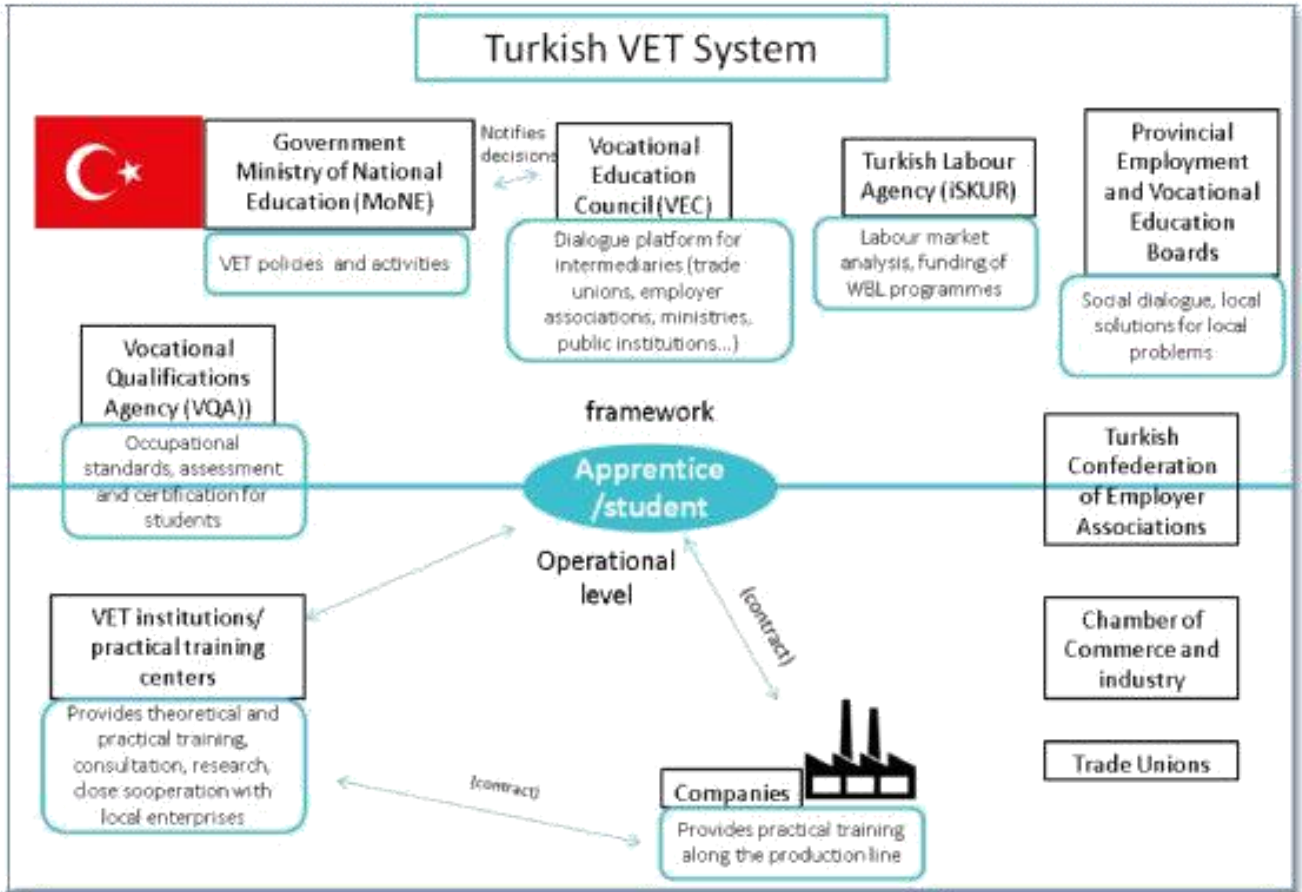 Turkish VET System
Government
Ministry of National
Education (MoNE)
VET policies and activities
Notifies
decisions
Vocational
Education
Council (VEC)
Dialogue platform for
intermediaries (trade
unions, employer
associations, ministries,
public institutions...)
Turkish Labour
Agency (iSKUR)
Labour market
analysis, funding of
WBL programmes
Provincial
Employment
and Vocational
Education
Boards
Social dialogue, local
solutions for local
problems
Vocational
Qualifications
Agency (VQA))
Occupational
standards, assessment
and certification for
students
framework
Apprentice
/student
Operational
level
Turkish
Confederation
of Employer
Associations
VET institutions/
practical training
centers
Provides theoretical and
practical training,
consultation, research,
close sooperation with
local enterprises
(contract)
(contract)
Companies
Provides practical training
along the production line
Chamber of
Commerce and
industry
Trade Unions